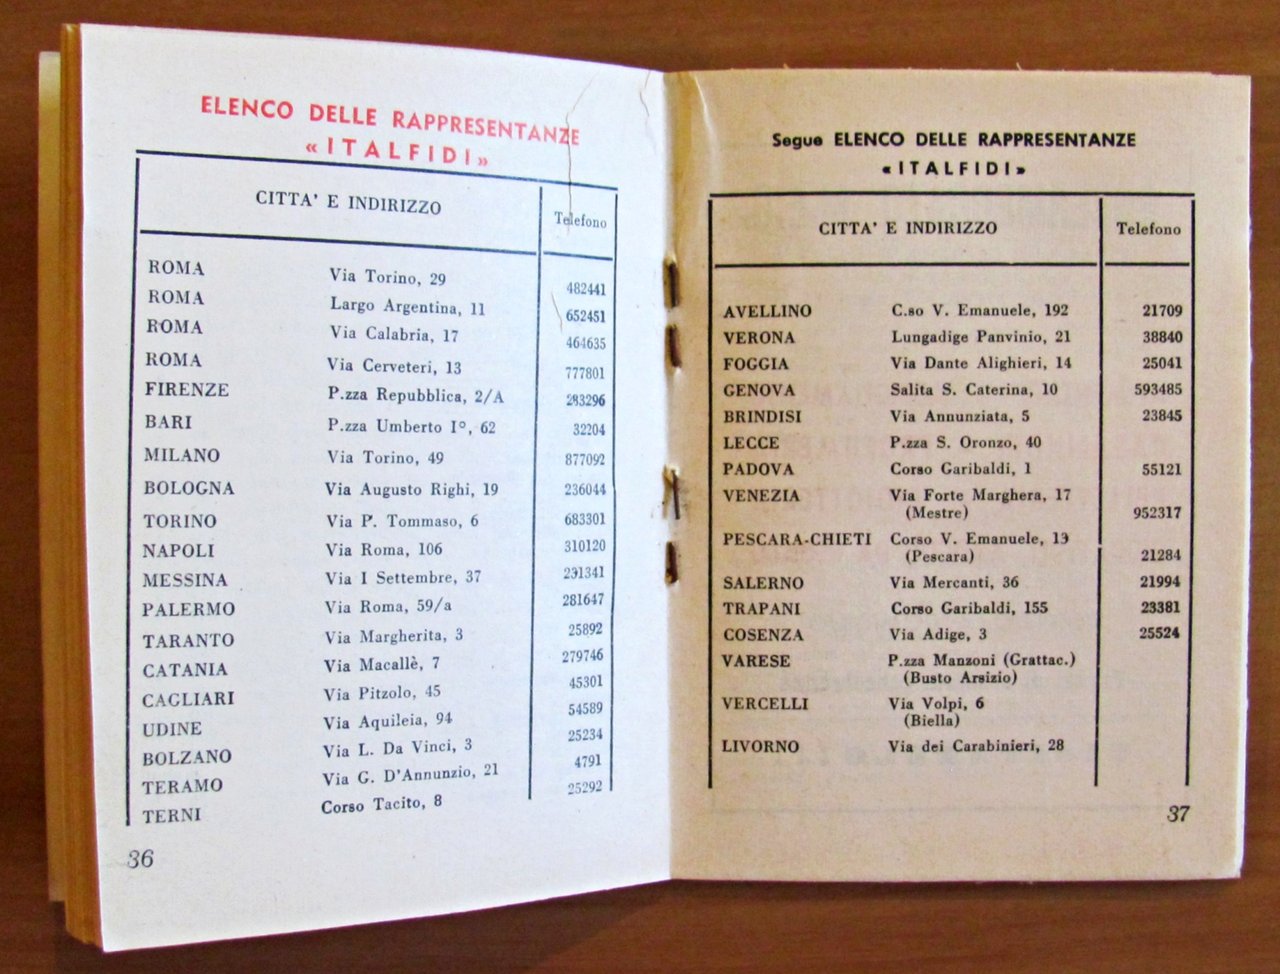 ELENCO DELLE RAPPRESENTANZE
«ITALFIDI»
CITTA' E INDIRIZZO Telefono
ROMA Via Torino, 29 482441
ROMA Largo Argentina, 11 652451
ROMA Via Calabria, 17 464635
ROMA Via Cerveteri, 13 777801
FIRENZE P.zza Repubblica, 2/A 283296
BARI P.zza Umberto I°, 62 32204
MILANO Via Torino, 49 877092
BOLOGNA Via Augusto Righi, 19 236044
TORINO Via P. Tommaso, 6 683301
NAPOLI Via Roma, 106 310120
MESSINA Via I Settembre, 37
PALERMO Via Roma, 59/a 281647
TARANTO Via Margherita, 3 25892
CATANIA Via Macallè, 7 279746
CAGLIARI Via Pitzolo, 45 45301
UDINE Via Aquileia, 94 54589
BOLZANO Via L. Da Vinci, 3 25234
TERAMO Via G. D'Annunzio, 21 4791
TERNI Corso Tacito, 8 25292
36
Segue ELENCO DELLE RAPPRESENTANZE
«ITALFIDI»
CITTA' E INDIRIZZO Telefono
AVELLINO C.so V. Emanuele, 192 21709
VERONA Lungadige Panvinio, 21 38840
FOGGIA Via Dante Alighieri, 14 25041
GENOVA Salita S. Caterina, 10 593485
BRINDISI Via Annunziata, 5 23845
LECCE P.zza S. Oronzo, 40
PADOVA Corso Garibaldi, 1 55121
VENEZIA Via Forte Marghera, 17
(Mestre) 952317
PESCARA-CHIETI Corso V. Emanuele, 13
(Pescara) 21284
SALERNO Via Mercanti, 36 21994
TRAPANI Corso Garibaldi, 155 23381
COSENZA Via Adige, 3 25524
VARESE P.zza Manzoni (Grattac.)
(Busto Arsizio)
VERCELLI Via Volpi, 6
(Biella)
LIVORNO Via dei Carabinieri, 28
37